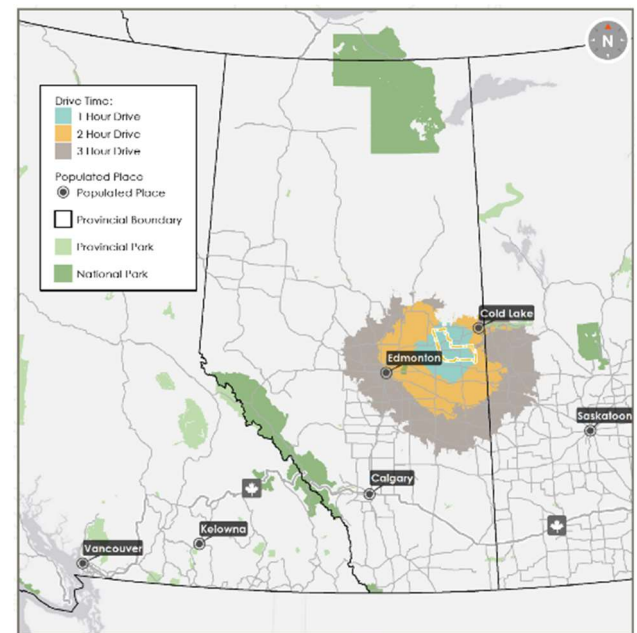 N
Drive Time:
1 Hour Drive
2 Hour Drive
3 Hour Drive
Populated Place
Populated Place
Provincial Boundary
Provincial Park
National Park
Cold Lake
Edmonton
Saskatoon
Calgary
Kelowna
Vancouver